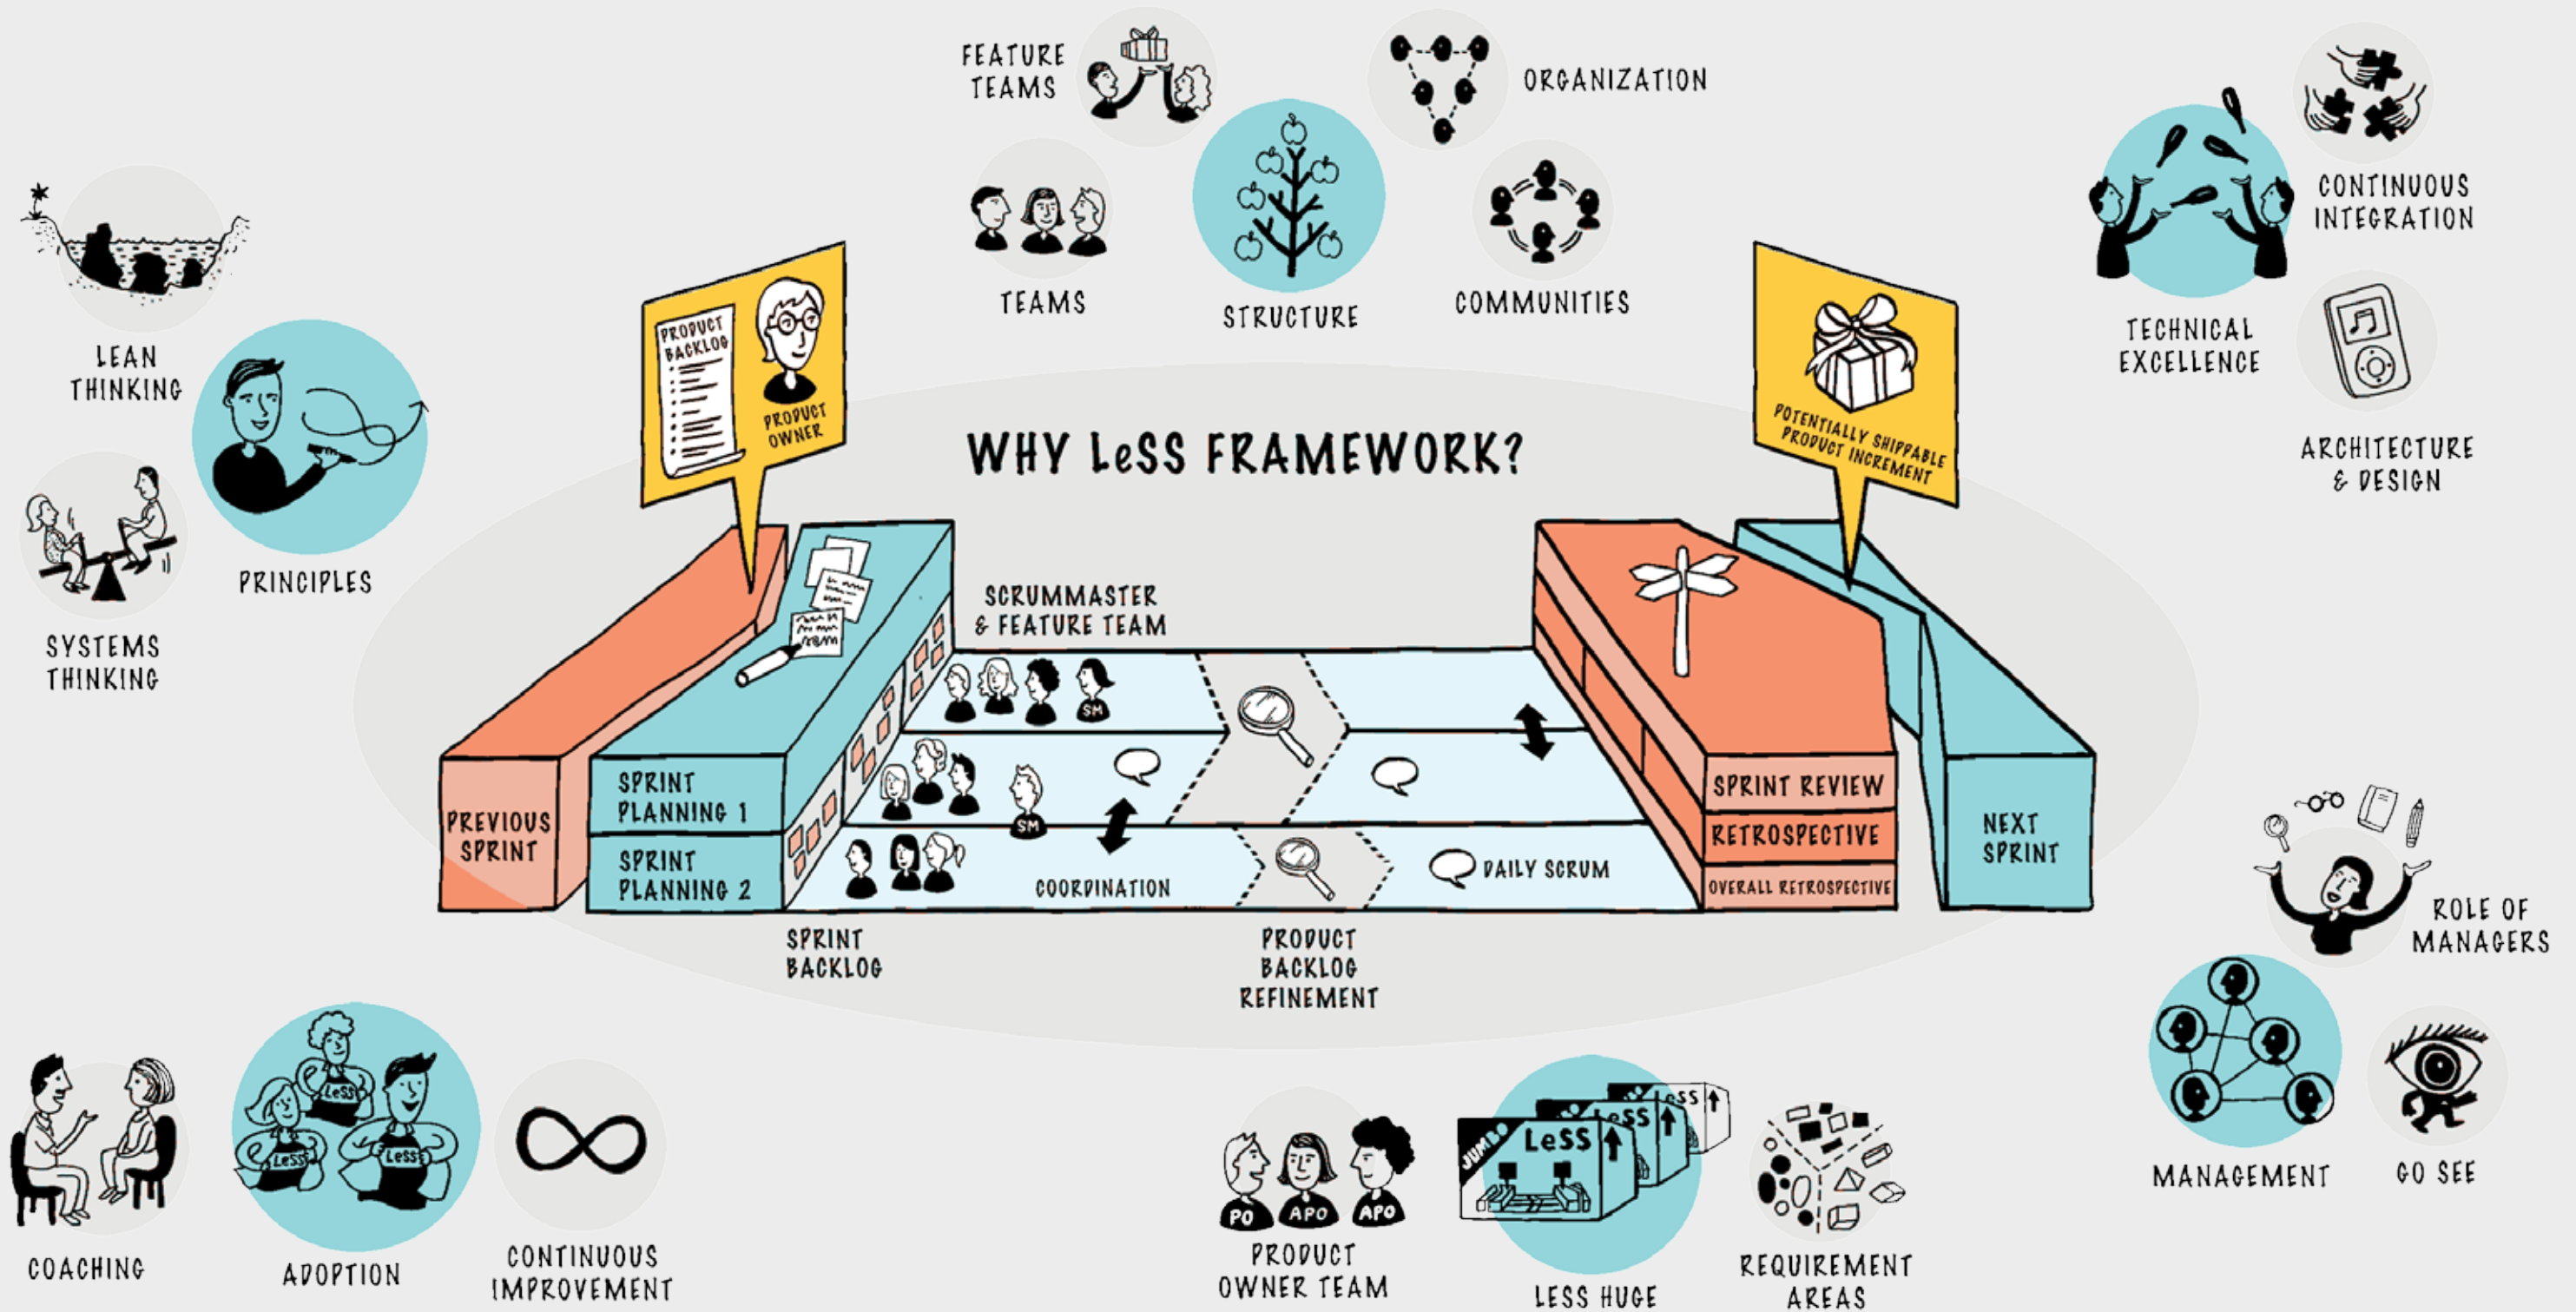 FEATURE
TEAMS
ORGANIZATION
TEAMS
STRUCTURE
COMMUNITIES
CONTINUOUS
INTEGRATION
TECHNICAL
EXCELLENCE
ARCHITECTURE
& DESIGN
LEAN
THINKING
PRINCIPLES
SYSTEMS
THINKING
PRODUCT
BACKLOG
PRODUCT
OWNER
WHY LeSS FRAMEWORK?
POTENTIALLY SHIPPABLE
PRODUCT INCREMENT
SCRUMMASTER
& FEATURE TEAM
SM
SM
PREVIOUS
SPRINT
SPRINT
PLANNING 1
SPRINT
PLANNING 2
COORDINATION
DAILY SCRUM
SPRINT REVIEW
RETROSPECTIVE
OVERALL RETROSPECTIVE
NEXT
SPRINT
SPRINT
BACKLOG
PRODUCT
BACKLOG
REFINEMENT
ROLE OF
MANAGERS
MANAGEMENT
GO SEE
LeSS
LeSS
LeSS
COACHING
ADOPTION
CONTINUOUS
IMPROVEMENT
PO
APO
APO
PRODUCT
OWNER TEAM
JUMBO
LeSS
LESS HUGE
REQUIREMENT
AREAS